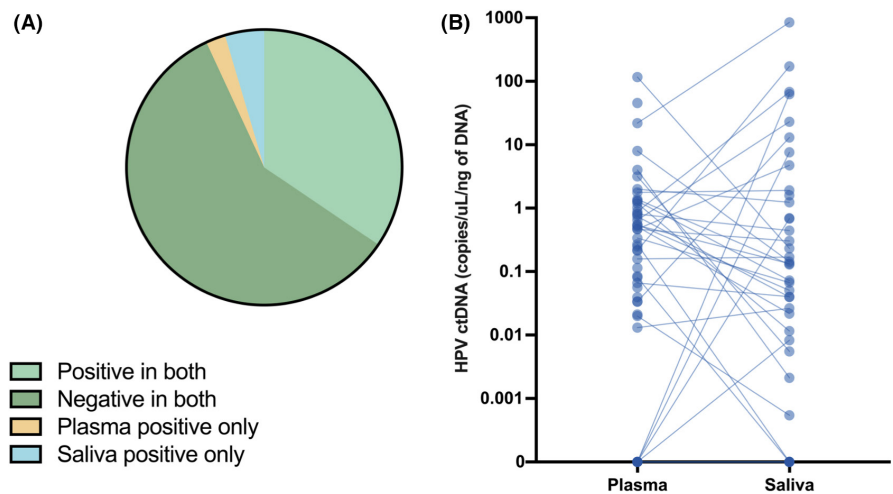 (A)
Positive in both
Negative in both
Plasma positive only
Saliva positive only
(B)
HPV ctDNA (copies/uL/ng of DNA)
1000
100
10
1
0.1
0.01
0.001
0
Plasma
Saliva